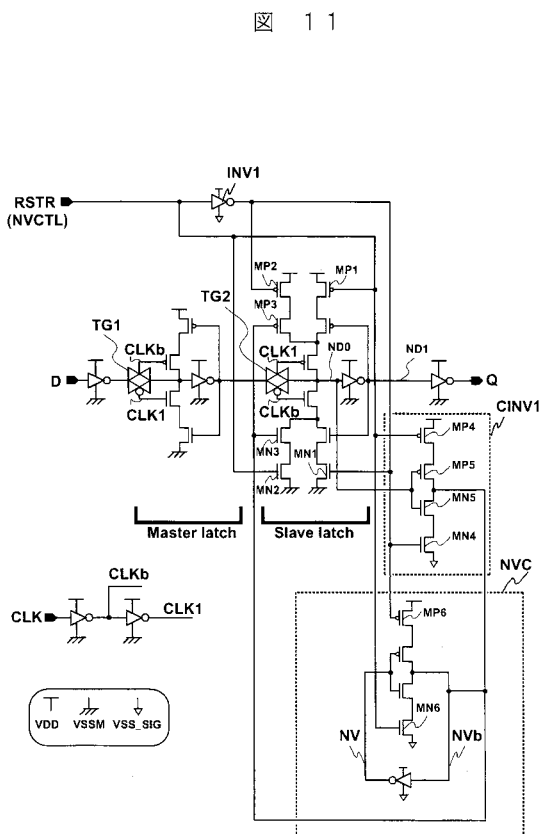 図 11
INV1
RSTR
(NVCTL)
MP2
MP1
MP3
TG2
TG1
CLKb
CLK1
ND0
ND1
D
Q
CLK1
CLKb
CINV1
MP4
MN3
MN1
MP5
MN5
MN2
MN4
Master latch
Slave latch
NVC
CLKb
CLK
CLK1
MP6
VDD
VSSM
VSS_SIG
MN6
NV
NVb